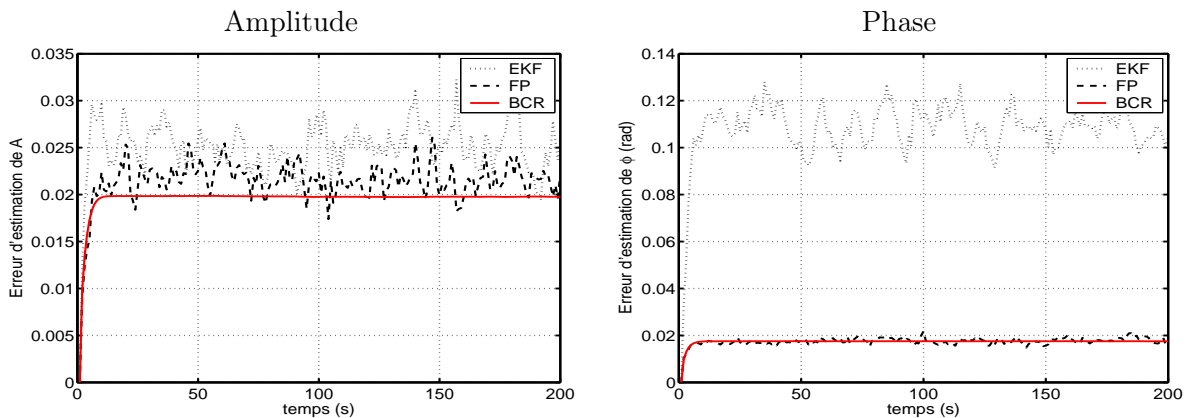 Amplitude
Erreur d'estimation de A
0.035
0.03
0.025
0.02
0.015
0.01
0.005
0
0 50 100 150 200
temps (s)
EKF
FP
BCR
Phase
Erreur d'estimation de ϕ (rad)
0.14
0.12
0.1
0.08
0.06
0.04
0.02
0
0 50 100 150 200
temps (s)
EKF
FP
BCR